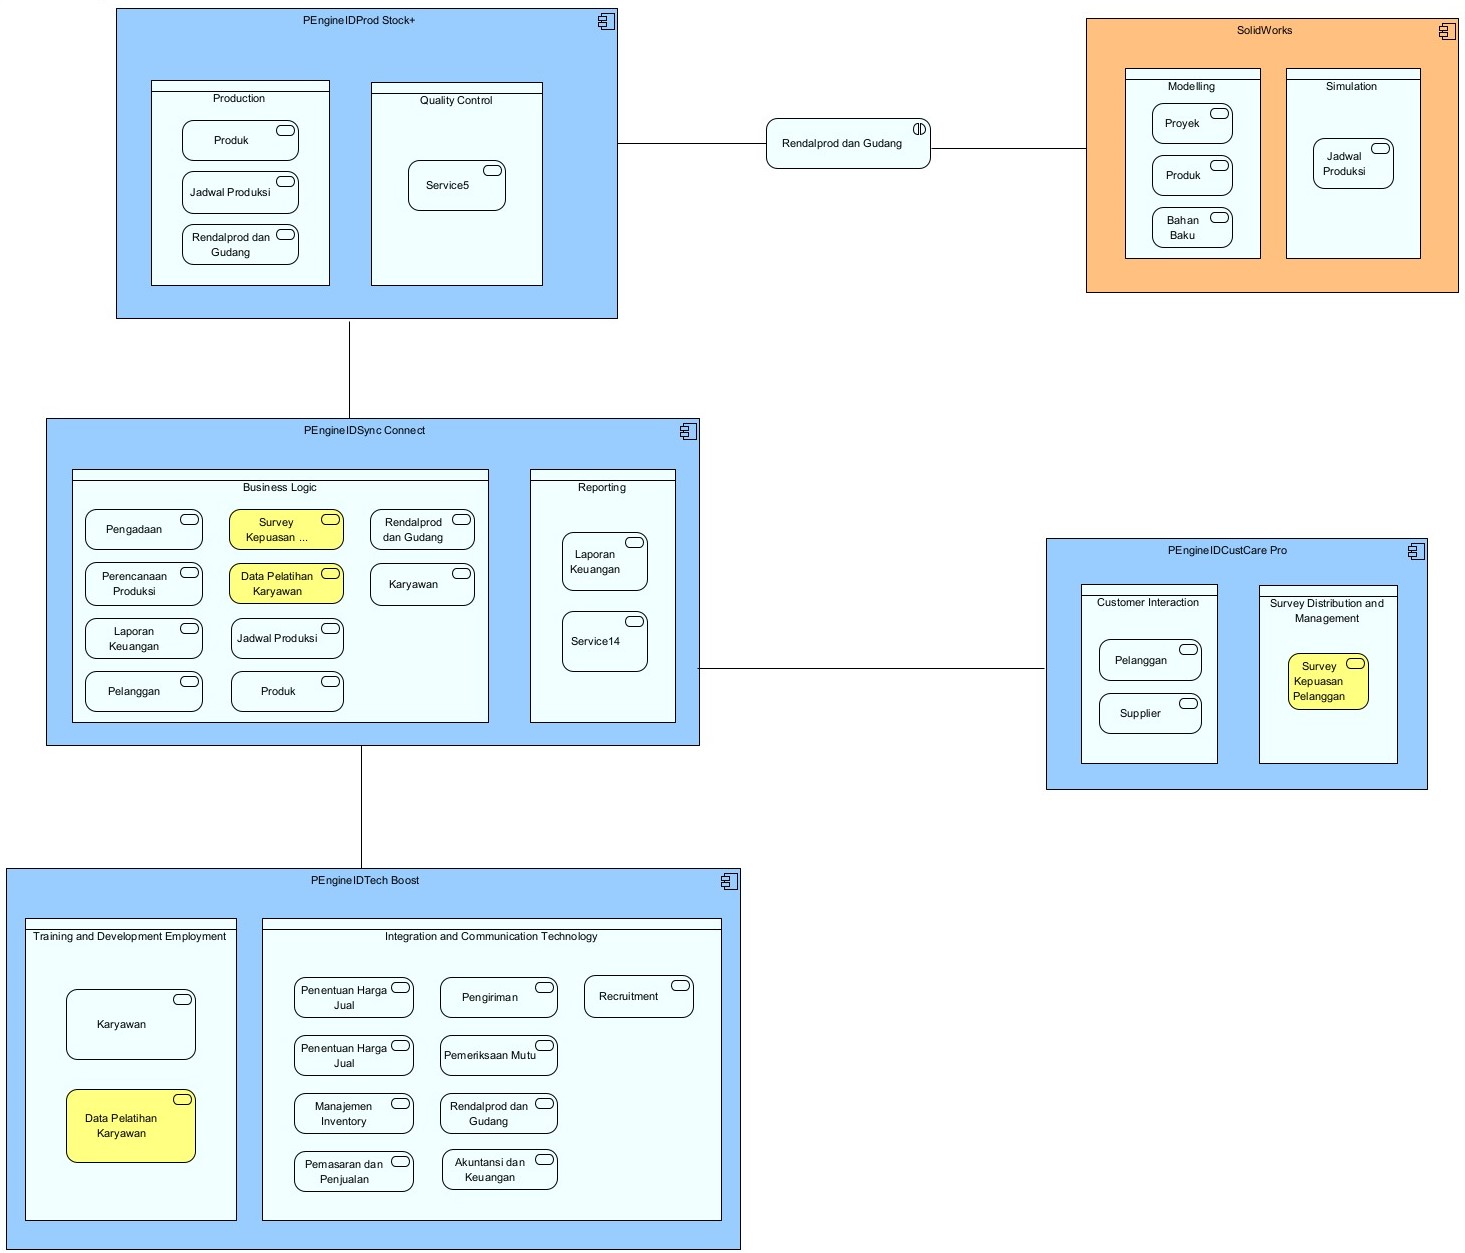 PEngineIDProd Stock+
Production
Produk
Jadwal Produksi
Rendalprod dan
Gudang
Quality Control
Service5
Rendalprod dan Gudang
SolidWorks
Modelling
Proyek
Produk
Bahan
Baku
Simulation
Jadwal
Produksi
PEngineIDSync Connect
Business Logic
Pengadaan
Perencanaan
Produksi
Laporan
Keuangan
Pelanggan
Survey
Kepuasan ...
Data Pelatihan
Karyawan
Jadwal Produksi
Produk
Rendalprod
dan Gudang
Karyawan
Reporting
Laporan
Keuangan
Service14
PEngineIDCustCare Pro
Customer Interaction
Pelanggan
Supplier
Survey Distribution and
Management
Survey
Kepuasan
Pelanggan
PEngineIDTech Boost
Training and Development Employment
Karyawan
Data Pelatihan
Karyawan
Integration and Communication Technology
Penentuan Harga
Jual
Penentuan Harga
Jual
Manajemen
Inventory
Pemasaran dan
Penjualan
Pengiriman
Pemeriksaan Mutu
Rendalprod dan
Gudang
Akuntansi dan
Keuangan
Recruitment